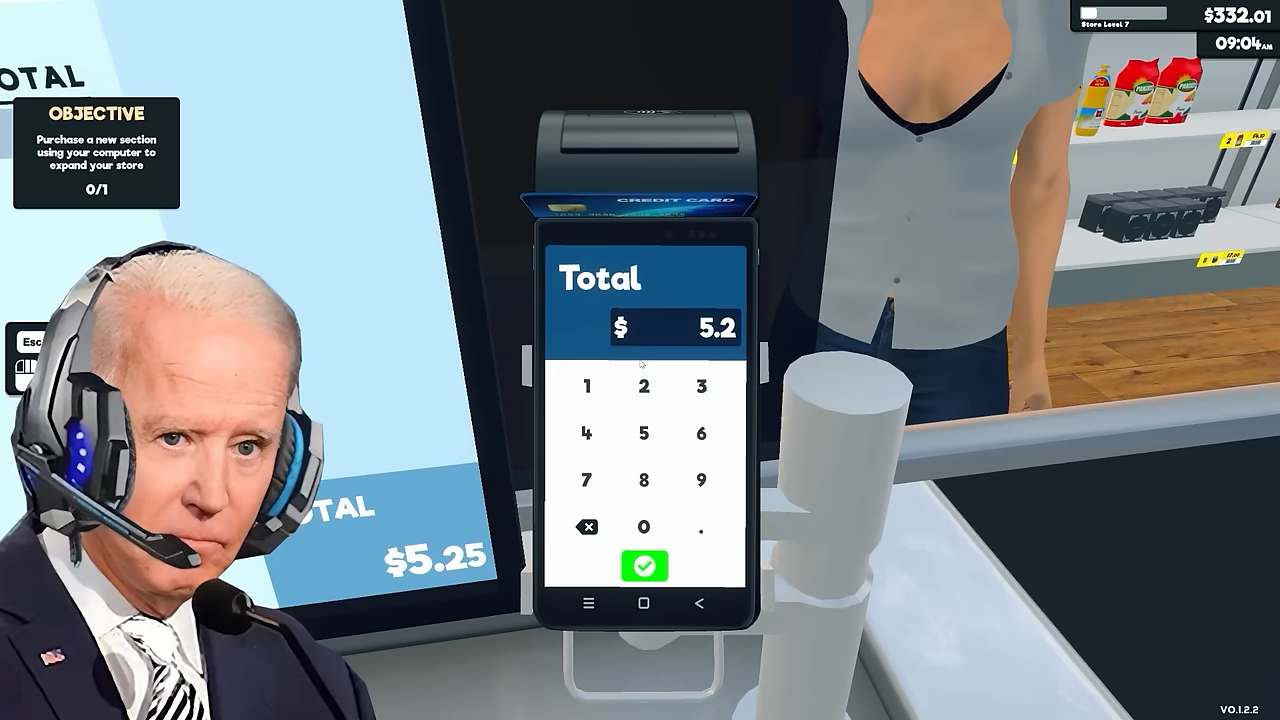 $332.01
Store Level 7
09:04AM
OTAL
OBJECTIVE
Purchase a new section
using your computer to
expand your store
0/1
Esc
CREDIT CARD
Total
$ 5.2
1 2 3
4 5 6
7 8 9
0 .
OTAL
$5.25
V0.1.2.2